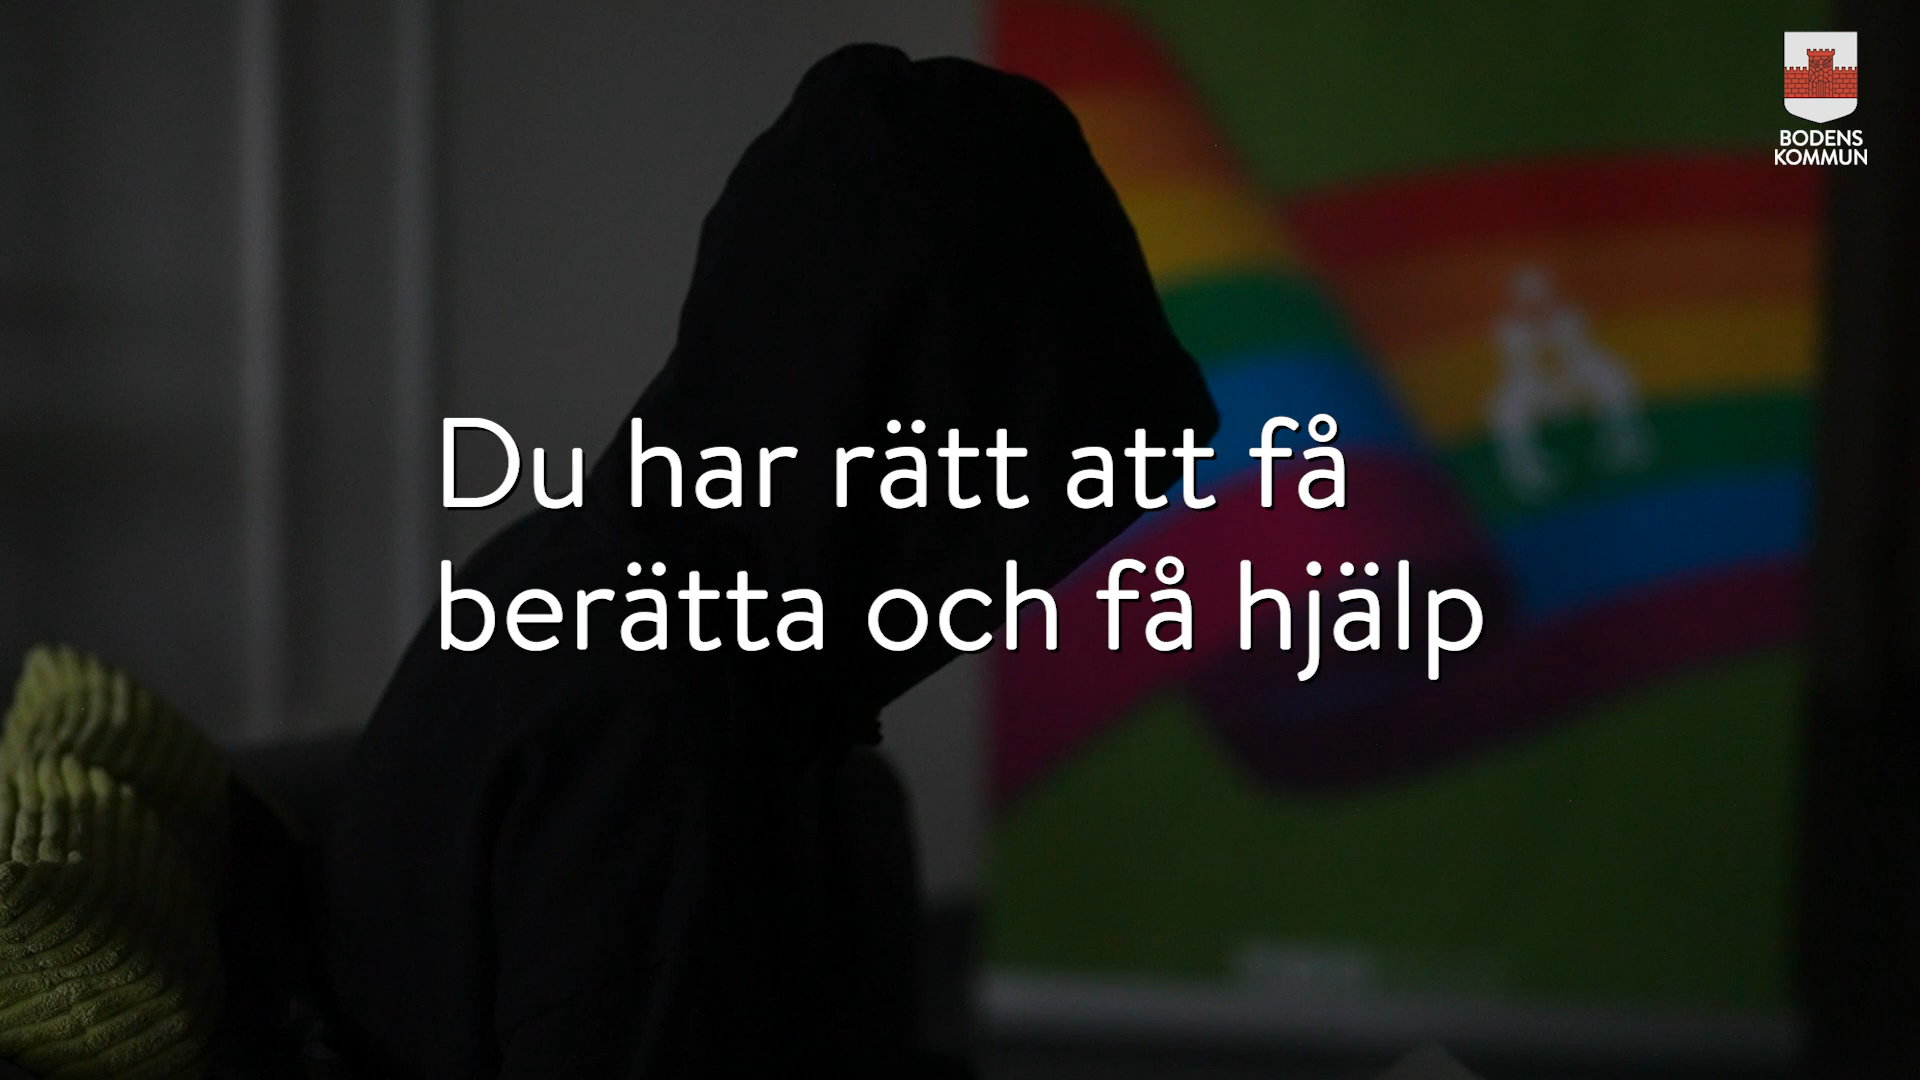 BODENS
KOMMUN
Du har rätt att få
berätta och få hjälp